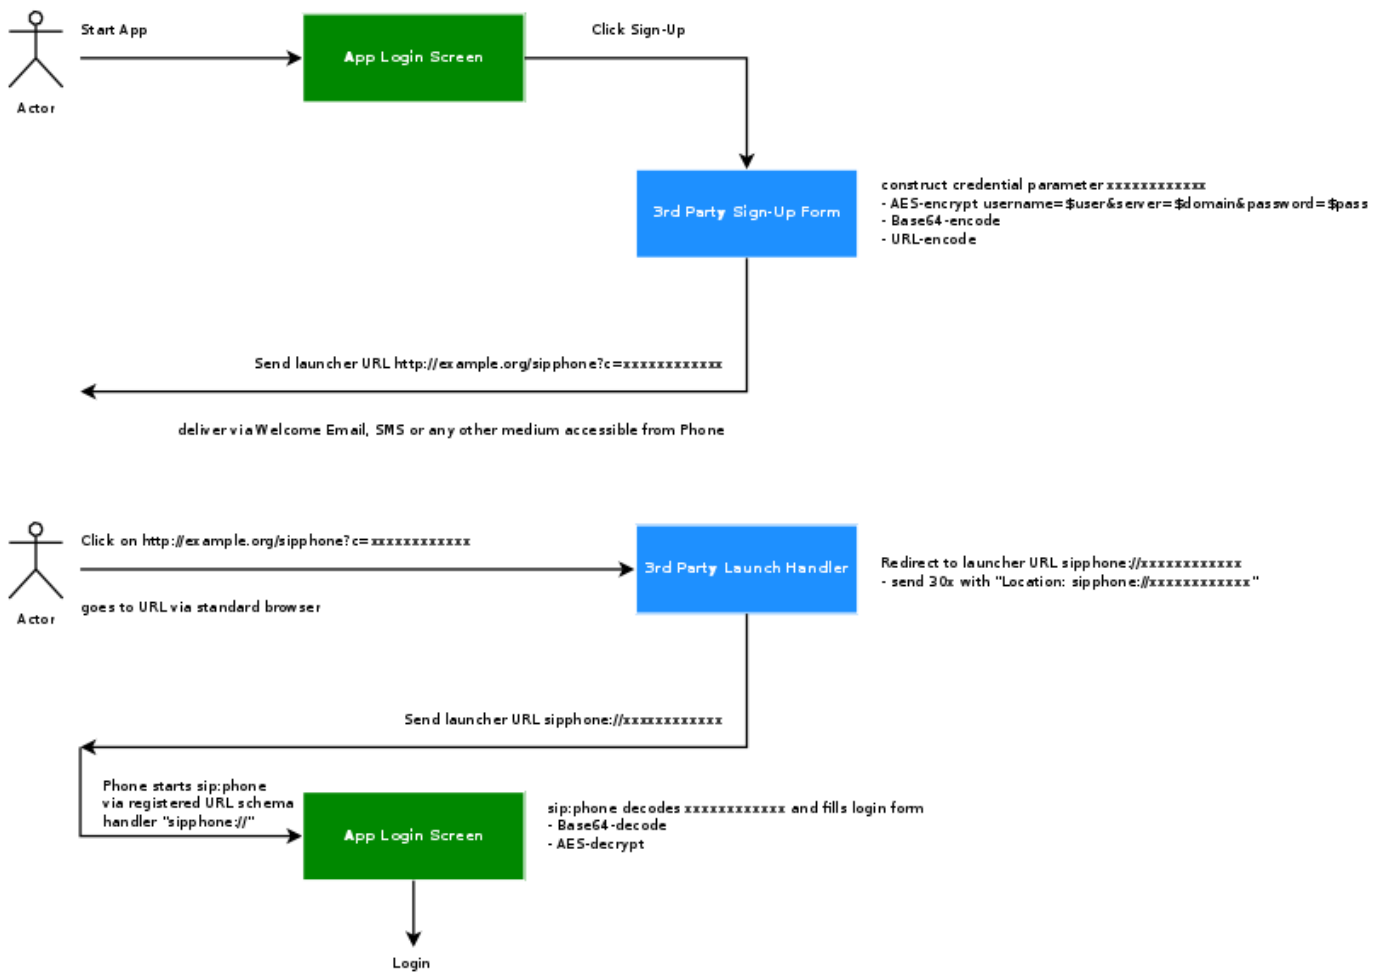 Start App
Click Sign-Up
App Login Screen
Actor
3rd Party Sign-Up Form
construct credential parameter xxxxxxxxxxxx
- AES-encrypt username=$user&server=$domain&password=$pass
- Base64-encode
- URL-encode
Send launcher URL http://example.org/sipphone?c=xxxxxxxxxxxx
deliver via Welcome Email, SMS or any other medium accessible from Phone
Click on http://example.org/sipphone?c=xxxxxxxxxxxx
3rd Party Launch Handler
Redirect to launcher URL sipphone://xxxxxxxxxxxx
- send 30x with "Location: sipphone://xxxxxxxxxxxx"
goes to URL via standard browser
Actor
Send launcher URL sipphone://xxxxxxxxxxxx
Phone starts sip:phone
via registered URL schema
handler "sipphone://"
App Login Screen
sip:phone decodes xxxxxxxxxxxx and fills login form
- Base64-decode
- AES-decrypt
Login